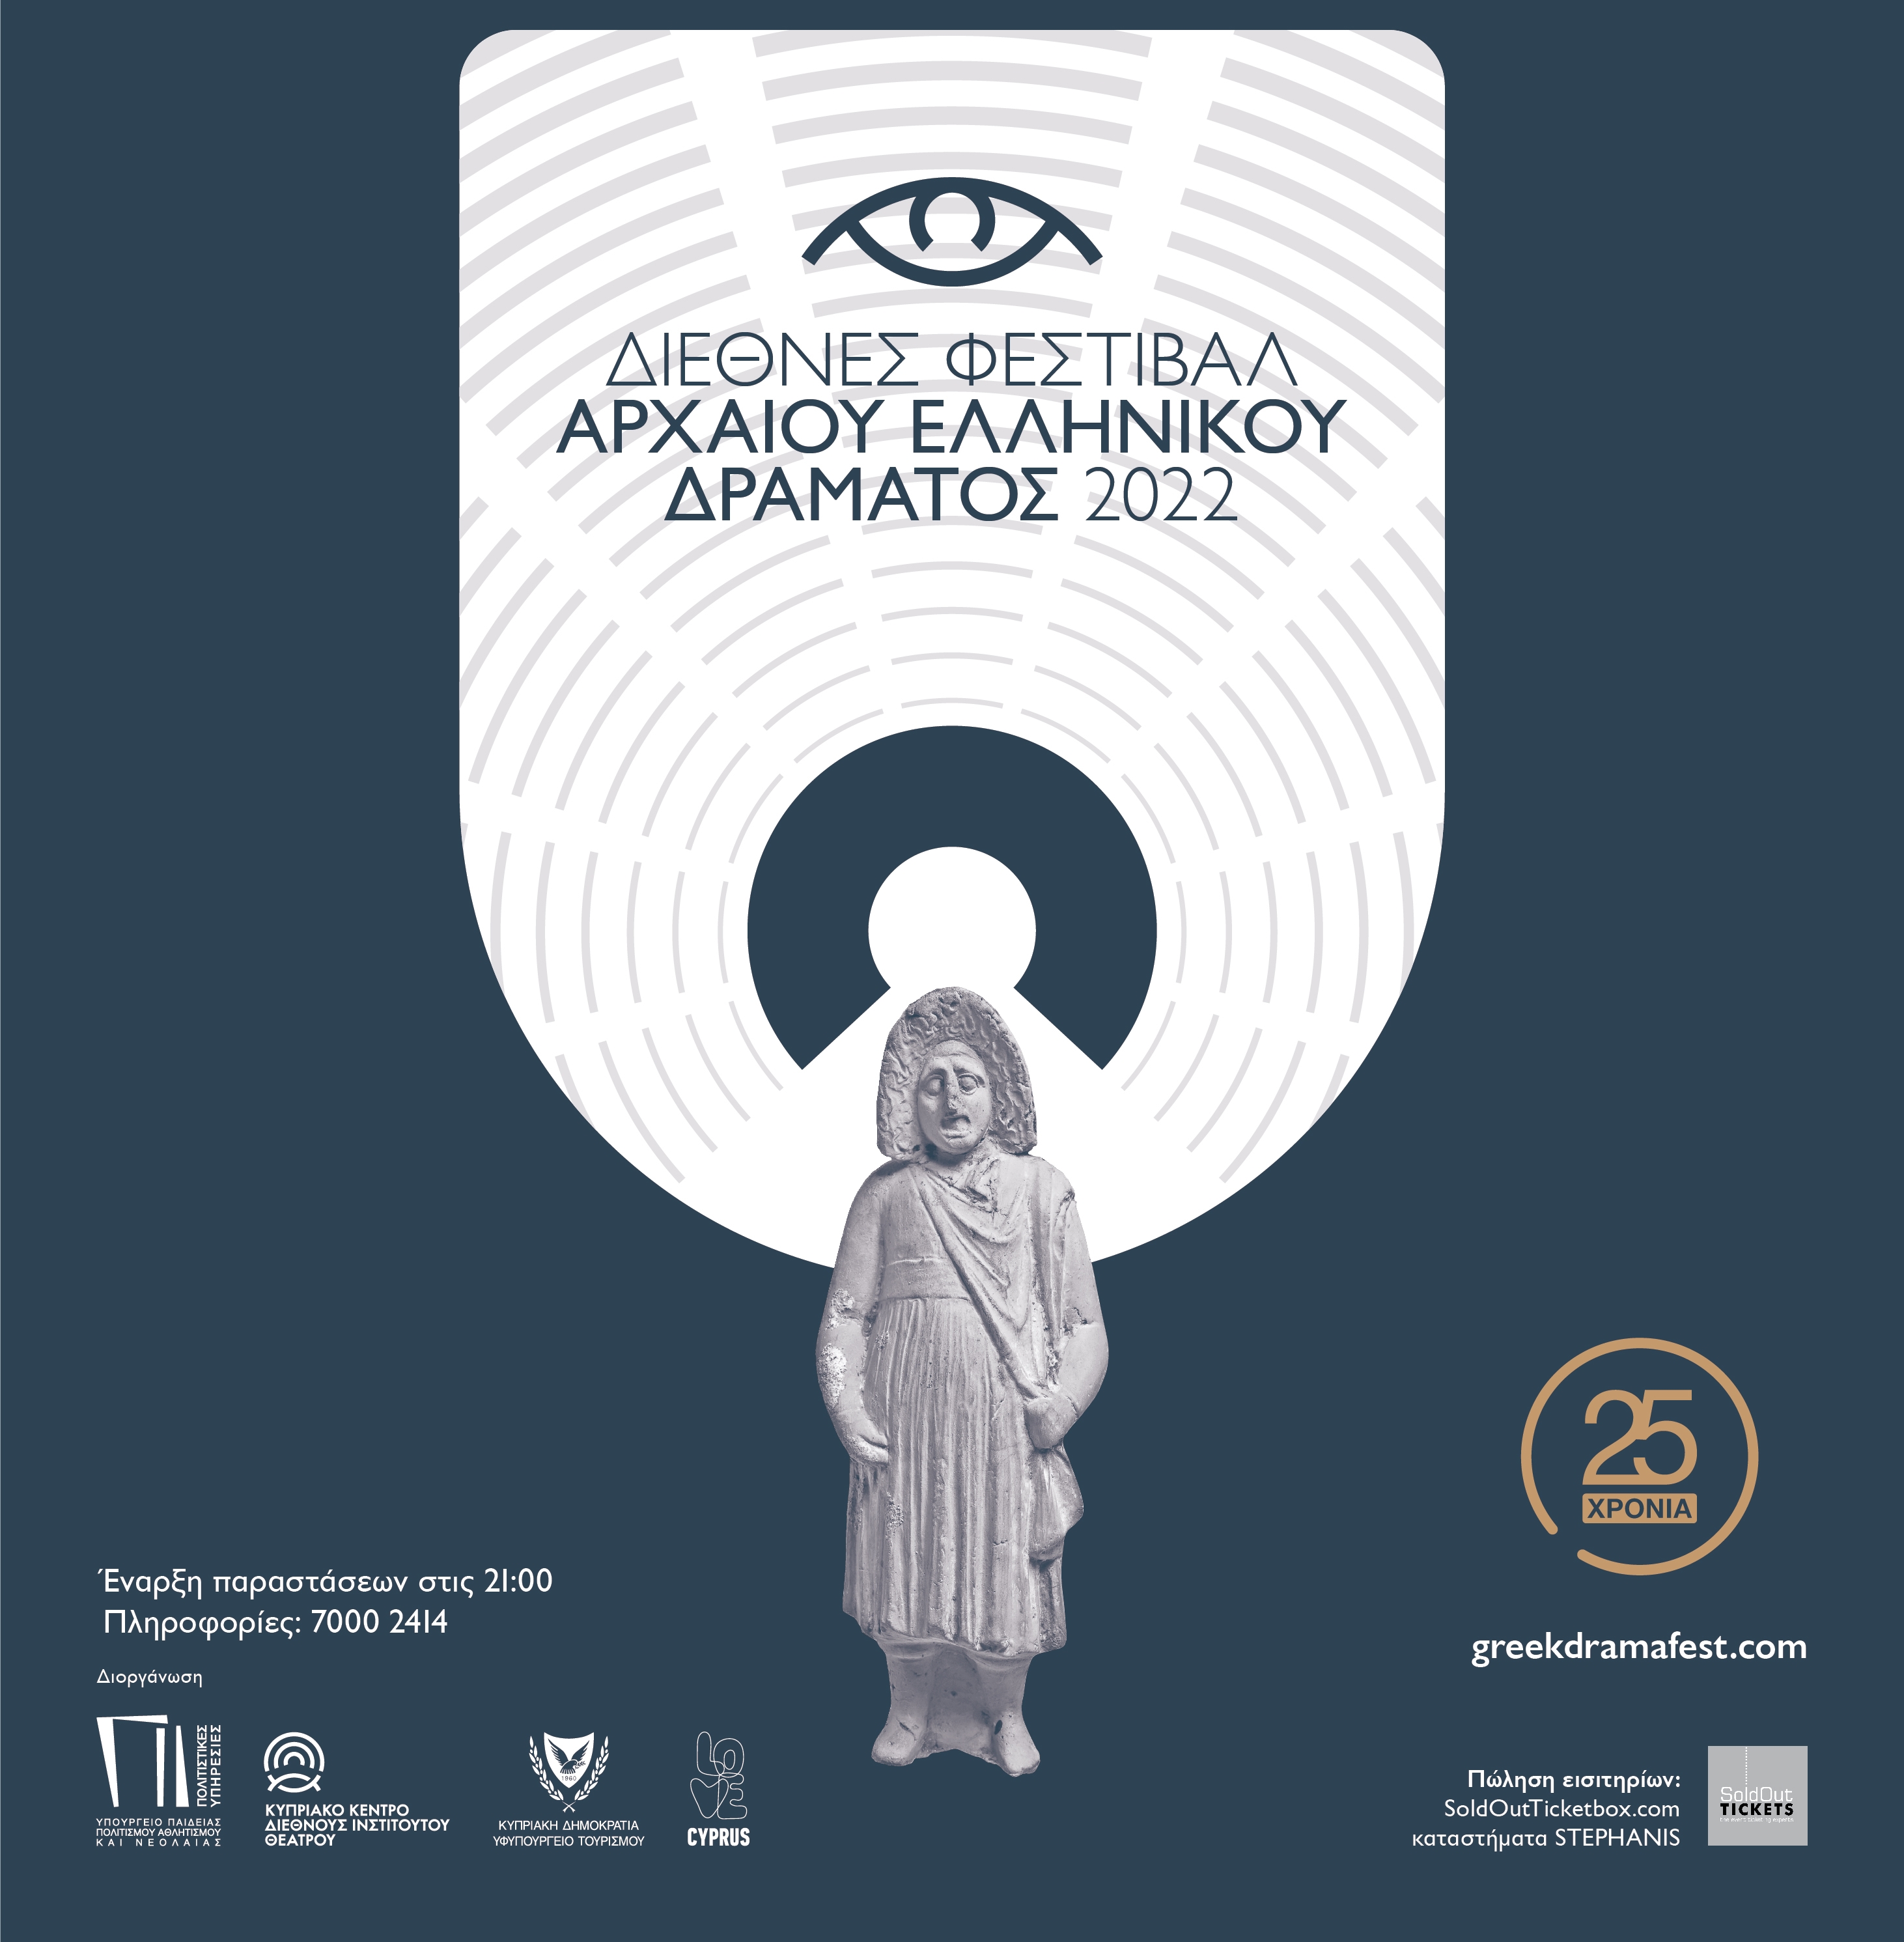 ΔΙΕΘΝΕΣ ΦΕΣΤΙΒΑΛ
ΑΡΧΑΙΟΥ ΕΛΛΗΝΙΚΟΥ
ΔΡΑΜΑΤΟΣ 2022
25
ΧΡΟΝΙΑ
Έναρξη παραστάσεων στις 21:00
Πληροφορίες: 7000 2414
greekdramafest.com
Διοργάνωση
ΠΟΛΙΤΙΣΤΙΚΕΣ
ΥΠΗΡΕΣΙΕΣ
ΥΠΟΥΡΓΕΙΟ ΠΑΙΔΕΙΑΣ
ΠΟΛΙΤΙΣΜΟΥ ΑΘΛΗΤΙΣΜΟΥ
ΚΑΙ ΝΕΟΛΑΙΑΣ
ΚΥΠΡΙΑΚΟ ΚΕΝΤΡΟ
ΔΙΕΘΝΟΥΣ ΙΝΣΤΙΤΟΥΤΟΥ
ΘΕΑΤΡΟΥ
1960
ΚΥΠΡΙΑΚΗ ΔΗΜΟΚΡΑΤΙΑ
ΥΦΥΠΟΥΡΓΕΙΟ ΤΟΥΡΙΣΜΟΥ
LOVE
CYPRUS
Πώληση εισιτηρίων:
SoldOutTicketbox.com
καταστήματα STEPHANIS
SoldOut
TICKETS